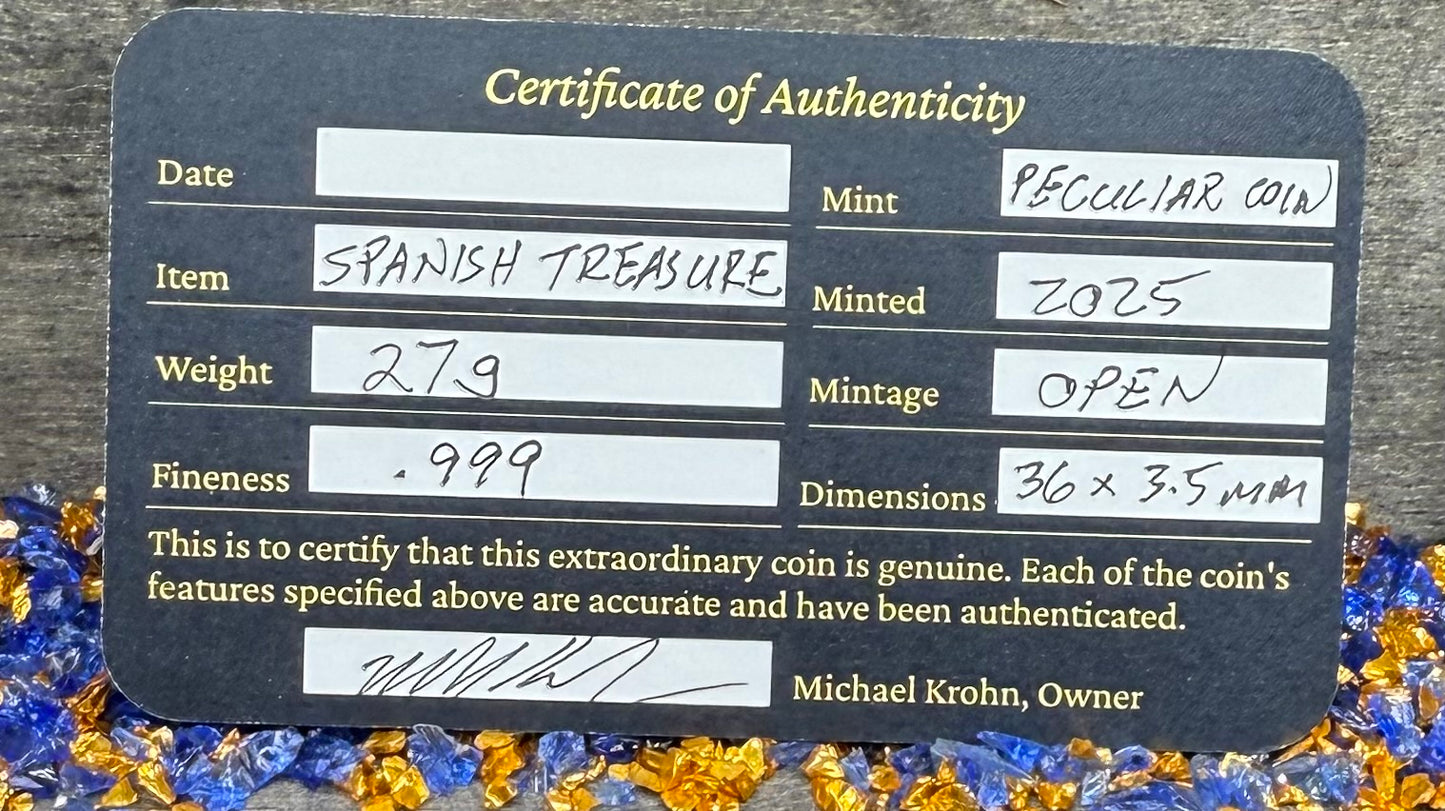 Certificate of Authenticity
Date
Mint PECULIAR COIN
Item SPANISH TREASURE
Minted 2025
Weight 27g
Mintage OPEN
Fineness .999
Dimensions 36 x 3.5 MM
This is to certify that this extraordinary coin is genuine. Each of the coin's
features specified above are accurate and have been authenticated.
Michael Krohn, Owner